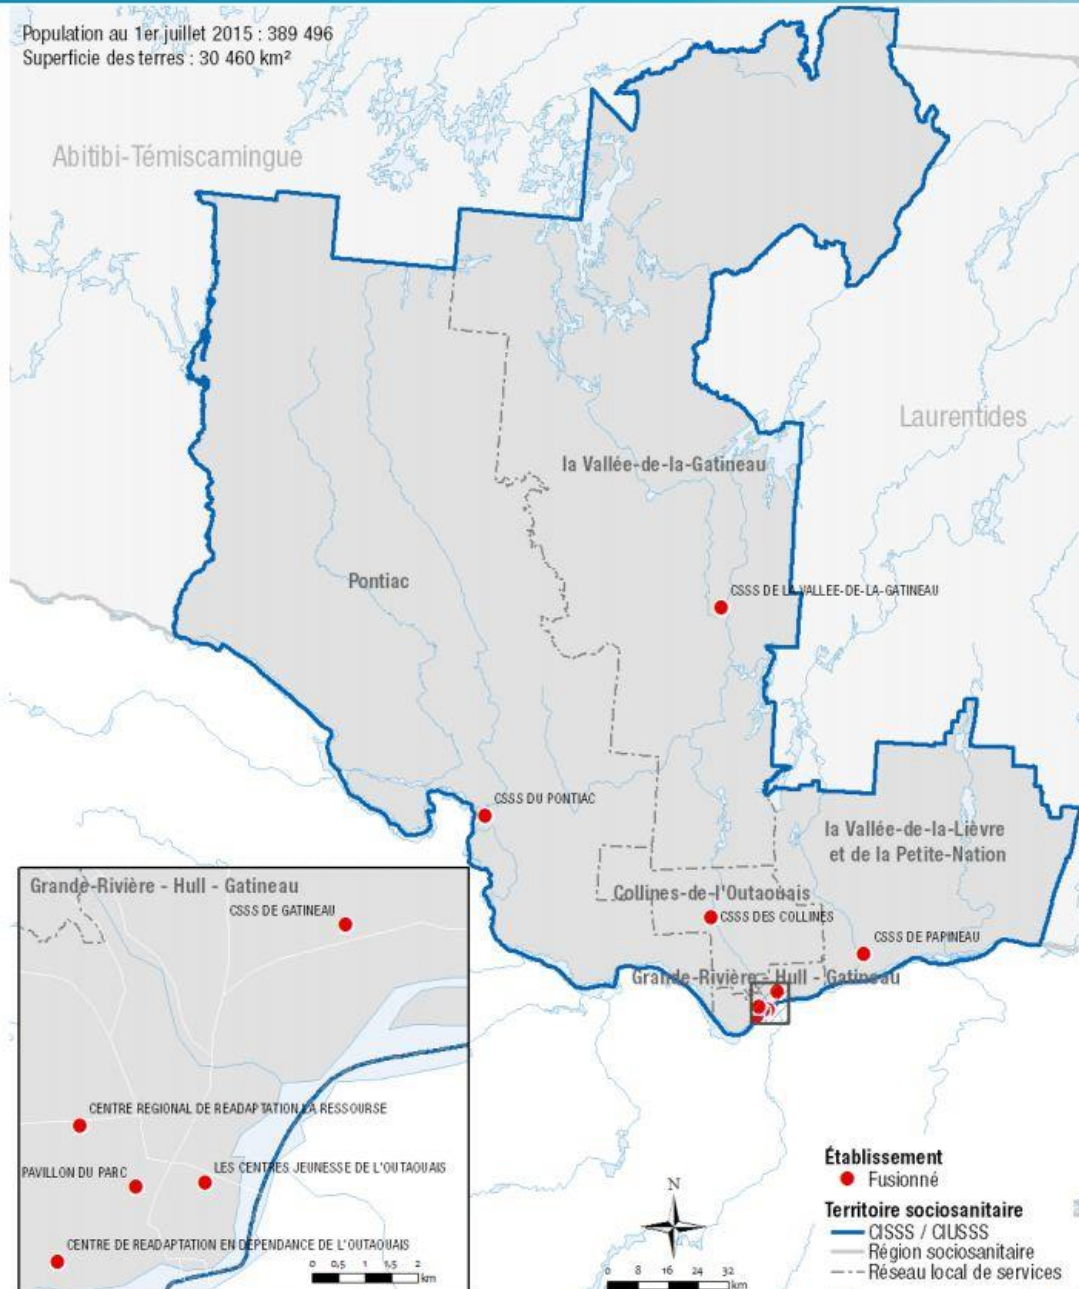 Population au 1er juillet 2015 : 389 496
Superficie des terres : 30 460 km²
Abitibi-Témiscamingue
Laurentides
la Vallée-de-la-Gatineau
Pontiac
CSSS DE LA VALLEE-DE-LA-GATINEAU
CSSS DU PONTIAC
la Vallée-de-la-Lièvre
et de la Petite-Nation
Collines-de-l'Outaouais
CSSS DES COLLINES
CSSS DE PAPINEAU
Grande-Rivière - Hull - Gatineau
Grande-Rivière - Hull - Gatineau
CSSS DE GATINEAU
CENTRE REGIONAL DE READAPTATION LA RESSOURSE
PAVILLON DU PARC
LES CENTRES JEUNESSE DE L'OUTAOUAIS
CENTRE DE READAPTATION EN DEPENDANCE DE L'OUTAOUAIS
0 0,5 1 1,5 2
km
N
0 8 16 24 32
km
Établissement
Fusionné
Territoire sociosanitaire
CISSS / CIUSSS
Région sociosanitaire
Réseau local de services